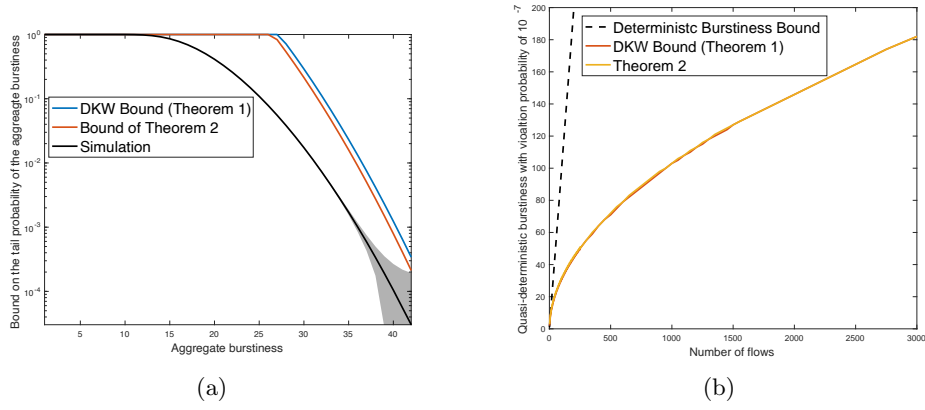 Bound on the tail probability of the aggreagte burstiness
10^0
10^-1
10^-2
10^-3
10^-4
DKW Bound (Theorem 1)
Bound of Theorem 2
Simulation
5 10 15 20 25 30 35 40
Aggregate burstiness
(a)
Quasi-deterministic burstiness with vioaltion probability of 10^-7
200
180
160
140
120
100
80
60
40
20
0
Deterministc Burstiness Bound
DKW Bound (Theorem 1)
Theorem 2
0 500 1000 1500 2000 2500 3000
Number of flows
(b)